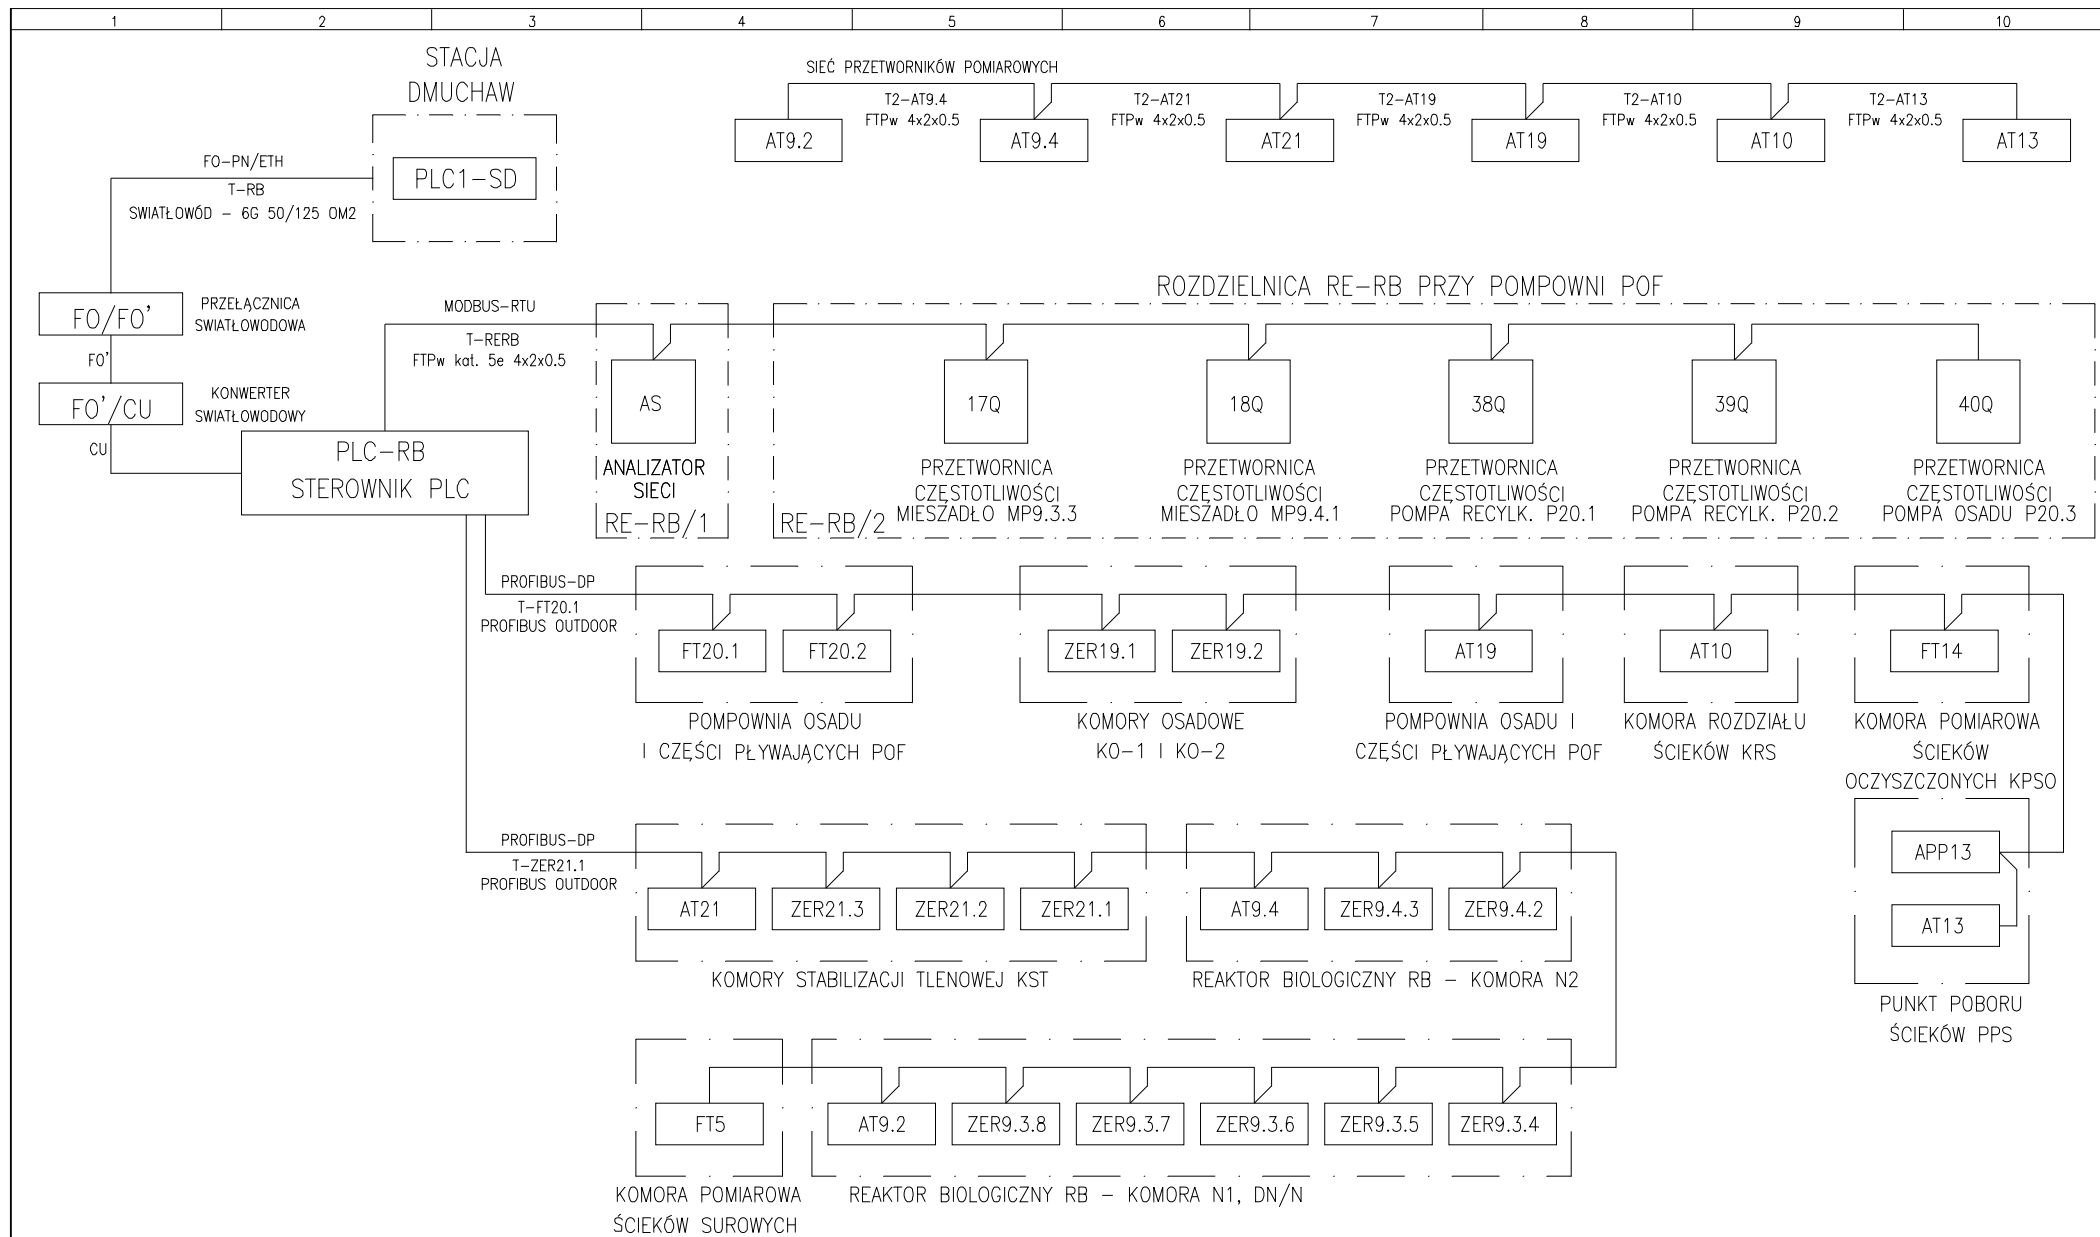 1 2 3 4 5 6 7 8 9 10
STACJA
DMUCHAW
PLC1-SD
FO-PN/ETH
T-RB
SWIATŁOWÓD - 6G 50/125 OM2
SIEĆ PRZETWORNIKÓW POMIAROWYCH
T2-AT9.4
FTPw 4x2x0.5
T2-AT21
FTPw 4x2x0.5
T2-AT19
FTPw 4x2x0.5
T2-AT10
FTPw 4x2x0.5
T2-AT13
FTPw 4x2x0.5
AT9.2
AT9.4
AT21
AT19
AT10
AT13
FO/FO'
PRZEŁĄCZNICA
SWIATŁOWODOWA
FO'
FO'/CU
KONWERTER
SWIATŁOWODOWY
CU
PLC-RB
STEROWNIK PLC
MODBUS-RTU
T-RERB
FTPw kat. 5e 4x2x0.5
ROZDZIELNICA RE-RB PRZY POMPOWNI POF
AS
ANALIZATOR
SIECI
RE-RB/1
17Q
PRZETWORNICA
CZĘSTOTLIWOŚCI
MIESZADŁO MP9.3.3
RE-RB/2
18Q
PRZETWORNICA
CZĘSTOTLIWOŚCI
MIESZADŁO MP9.4.1
38Q
PRZETWORNICA
CZĘSTOTLIWOŚCI
POMPA RECYLK. P20.1
39Q
PRZETWORNICA
CZĘSTOTLIWOŚCI
POMPA RECYLK. P20.2
40Q
PRZETWORNICA
CZĘSTOTLIWOŚCI
POMPA OSADU P20.3
PROFIBUS-DP
T-FT20.1
PROFIBUS OUTDOOR
FT20.1
FT20.2
POMPOWNIA OSADU
I CZĘŚCI PŁYWAJĄCYCH POF
ZER19.1
ZER19.2
KOMORY OSADOWE
KO-1 I KO-2
AT19
POMPOWNIA OSADU I
CZĘŚCI PŁYWAJĄCYCH POF
AT10
KOMORA ROZDZIAŁU
ŚCIEKÓW KRS
FT14
KOMORA POMIAROWA
ŚCIEKÓW
OCZYSZCZONYCH KPSO
PROFIBUS-DP
T-ZER21.1
PROFIBUS OUTDOOR
AT21
ZER21.3
ZER21.2
ZER21.1
KOMORY STABILIZACJI TLENOWEJ KST
AT9.4
ZER9.4.3
ZER9.4.2
REAKTOR BIOLOGICZNY RB - KOMORA N2
APP13
AT13
PUNKT POBORU
ŚCIEKÓW PPS
FT5
KOMORA POMIAROWA
ŚCIEKÓW SUROWYCH
AT9.2
ZER9.3.8
ZER9.3.7
ZER9.3.6
ZER9.3.5
ZER9.3.4
REAKTOR BIOLOGICZNY RB - KOMORA N1, DN/N